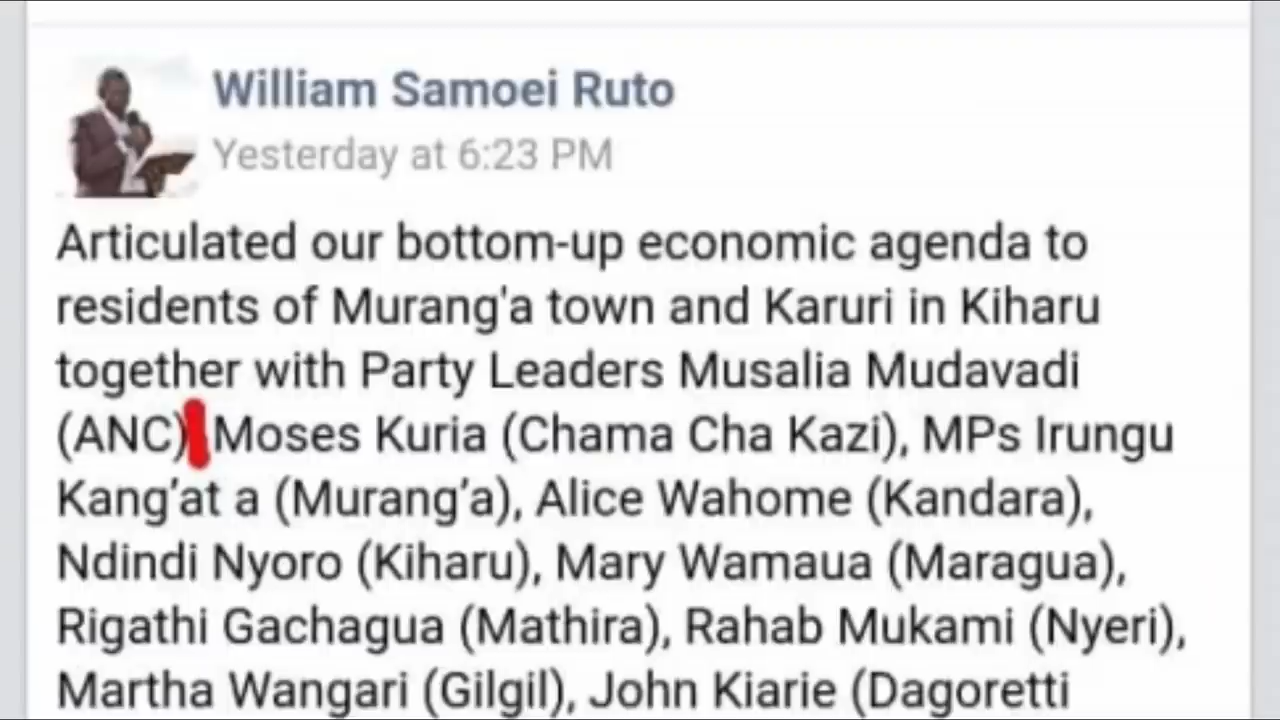 William Samoei Ruto
Yesterday at 6:23 PM
Articulated our bottom-up economic agenda to
residents of Murang'a town and Karuri in Kiharu
together with Party Leaders Musalia Mudavadi
(ANC) Moses Kuria (Chama Cha Kazi), MPs Irungu
Kang’at a (Murang’a), Alice Wahome (Kandara),
Ndindi Nyoro (Kiharu), Mary Wamaua (Maragua),
Rigathi Gachagua (Mathira), Rahab Mukami (Nyeri),
Martha Wangari (Gilgil), John Kiarie (Dagoretti